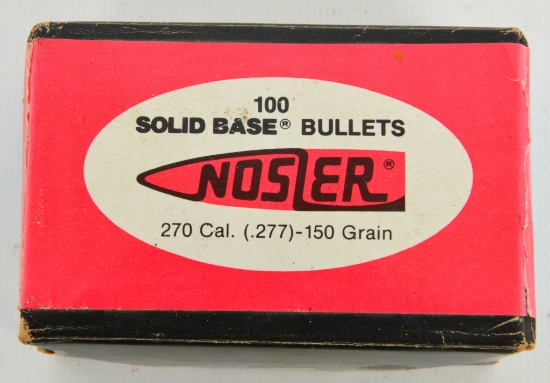 100
SOLID BASE® BULLETS
NOSLER®
270 Cal. (.277)-150 Grain